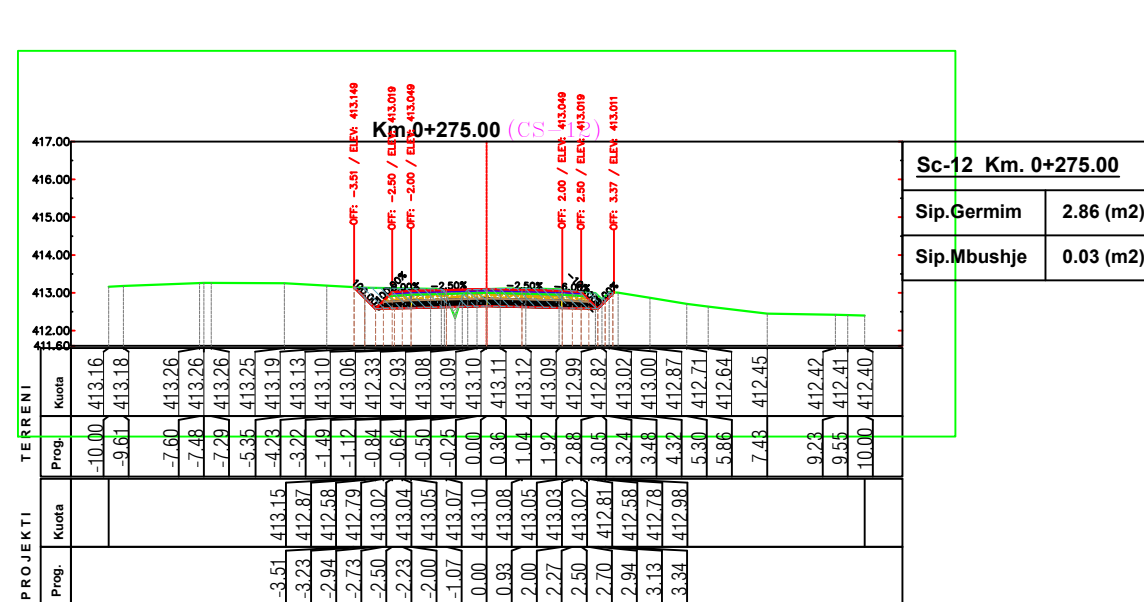 OFF: -3.51 / ELEV: 413.149
OFF: -2.50 / ELEV: 413.019
OFF: -2.00 / ELEV: 413.049
OFF: 2.00 / ELEV: 413.049
OFF: 2.50 / ELEV: 413.019
OFF: 3.37 / ELEV: 413.011
Km.0+275.00 (CS-12)
417.00
416.00
415.00
414.00
413.00
412.00
411.60
-2.50% -2.50%
Sc-12 Km. 0+275.00
Sip.Germim 2.86 (m2)
Sip.Mbushje 0.03 (m2)
TERRENI
Kuota 413.16 413.18 413.26 413.26 413.26 413.25 413.19 413.13 413.10 413.06 412.33 412.93 413.08 413.09 413.10 413.11 413.12 413.09 412.99 412.82 413.02 413.00 412.87 412.71 412.64 412.45 412.42 412.41 412.40
Prog. -10.00 -9.61 -7.60 -7.48 -7.29 -5.35 -4.23 -3.22 -1.49 -1.12 -0.84 -0.64 -0.50 -0.25 0.00 0.36 1.04 1.92 2.88 3.05 3.24 3.48 4.32 5.30 5.86 7.43 9.23 9.55 10.00
PROJEKTI
Kuota 413.15 412.87 412.58 412.79 413.02 413.04 413.05 413.07 413.10 413.08 413.05 413.03 413.02 412.81 412.58 412.78 412.98
Prog. -3.51 -3.23 -2.94 -2.73 -2.50 -2.23 -2.00 -1.07 0.00 0.93 2.00 2.27 2.50 2.70 2.94 3.13 3.34